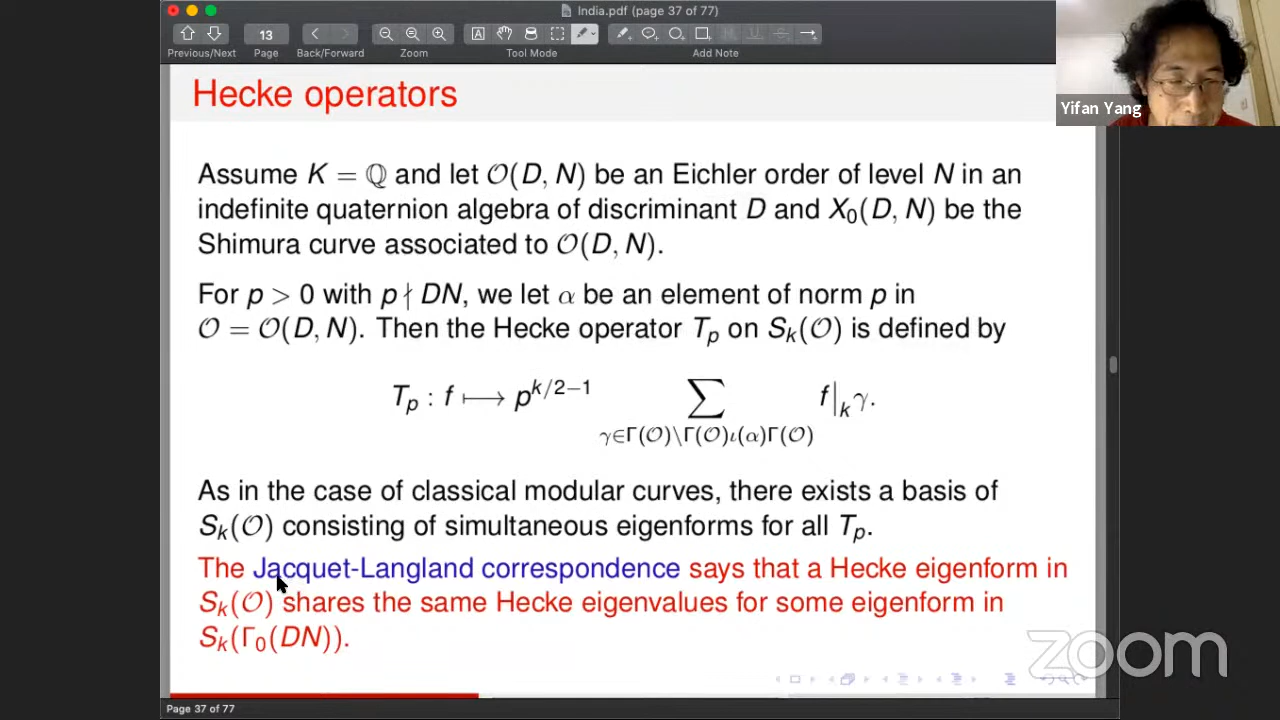 India.pdf (page 37 of 77)
13
Previous/Next Page Back/Forward Zoom Tool Mode Add Note
Yifan Yang
Hecke operators
Assume K = ℚ and let 𝒪(D, N) be an Eichler order of level N in an
indefinite quaternion algebra of discriminant D and X₀(D, N) be the
Shimura curve associated to 𝒪(D, N).
For p > 0 with p ∤ DN, we let α be an element of norm p in
𝒪 = 𝒪(D, N). Then the Hecke operator Tₚ on Sₖ(𝒪) is defined by
Tₚ : f ⟼ p^{k/2−1} ∑ f|ₖγ.
γ∈Γ(𝒪)\Γ(𝒪)ι(α)Γ(𝒪)
As in the case of classical modular curves, there exists a basis of
Sₖ(𝒪) consisting of simultaneous eigenforms for all Tₚ.
The Jacquet-Langland correspondence says that a Hecke eigenform in
Sₖ(𝒪) shares the same Hecke eigenvalues for some eigenform in
Sₖ(Γ₀(DN)).
zoom
Page 37 of 77